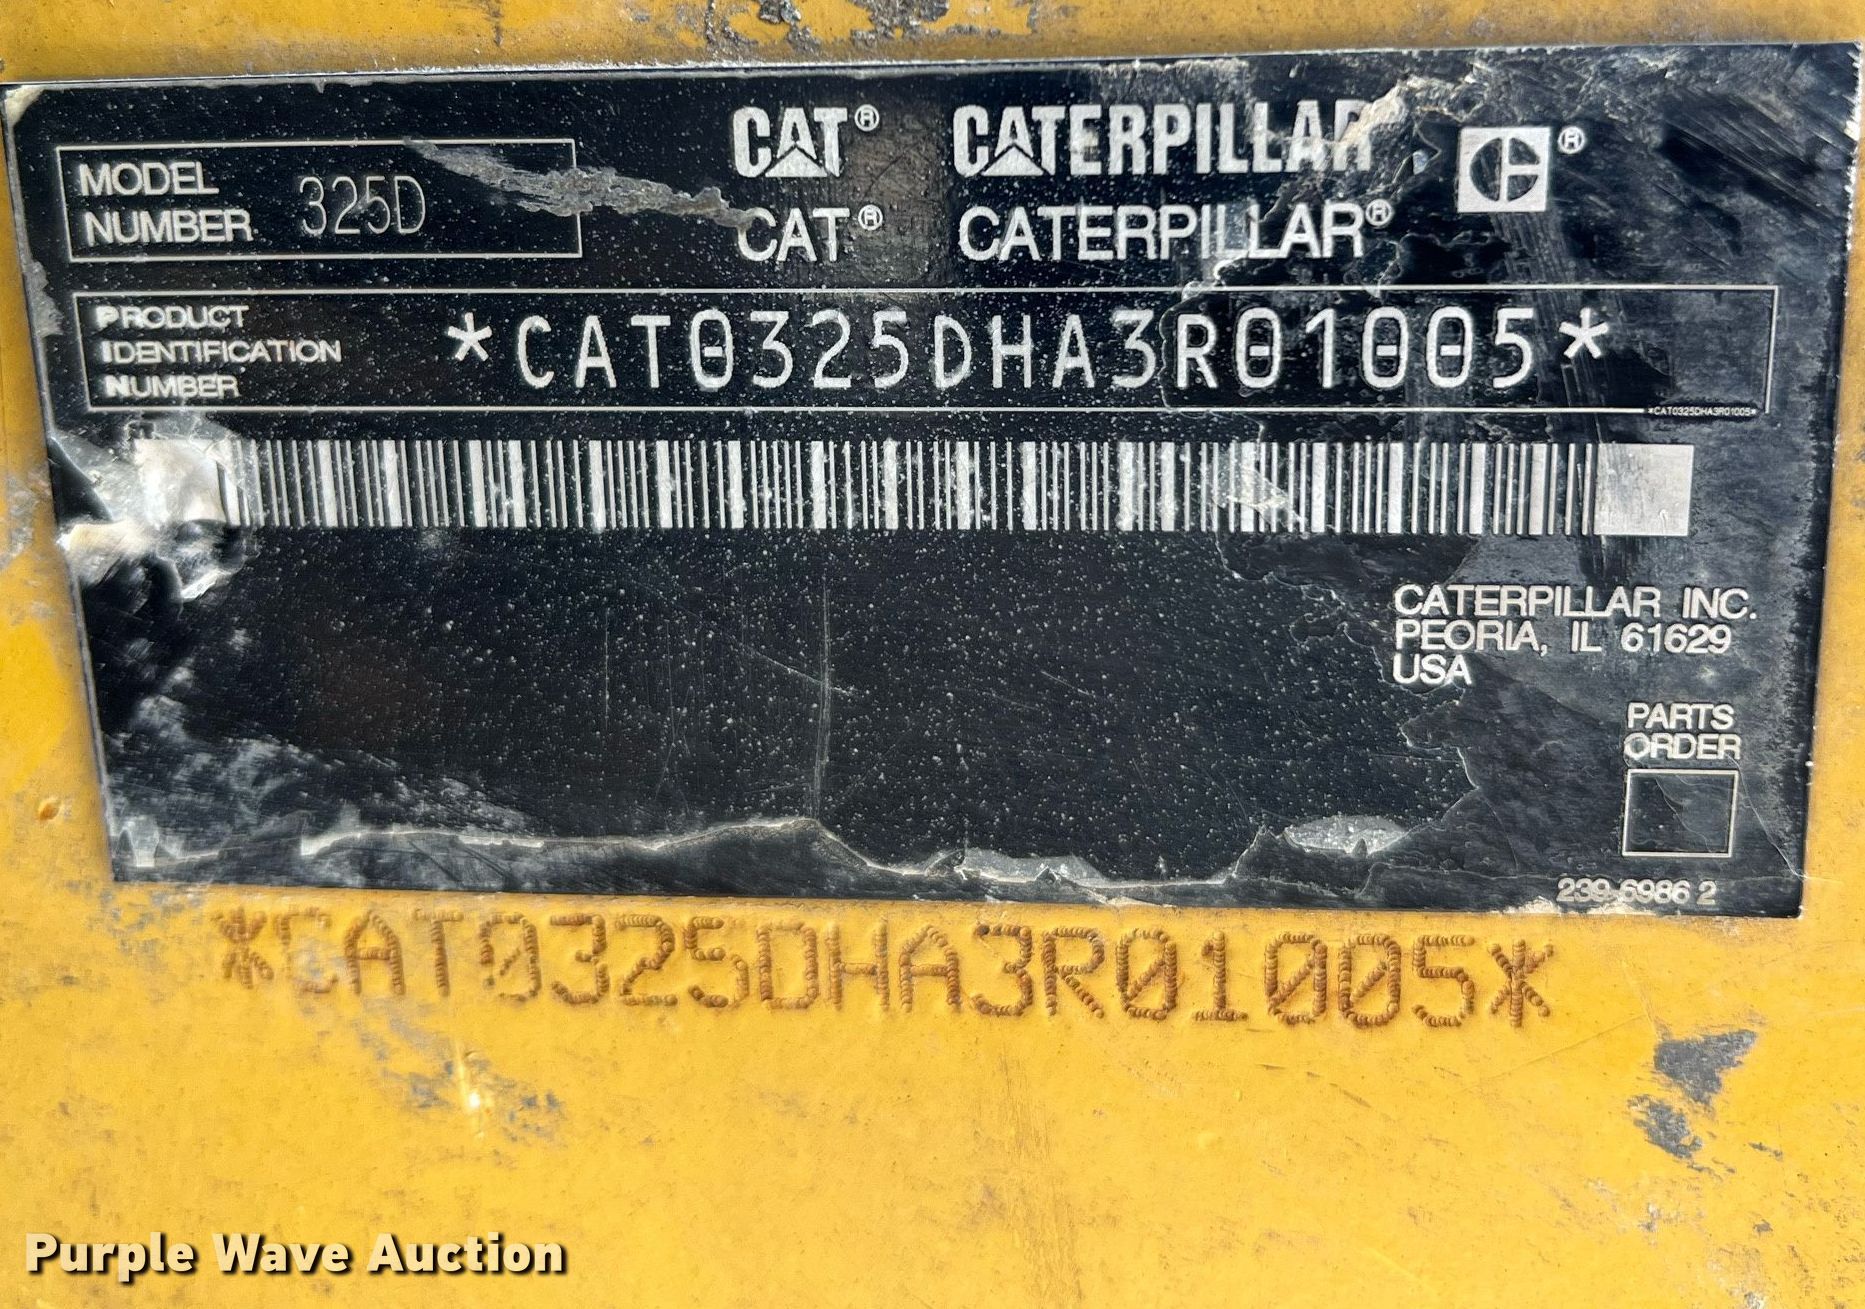 MODEL NUMBER 325D
CAT® CATERPILLAR ®
CAT® CATERPILLAR®
PRODUCT IDENTIFICATION NUMBER *CAT0325DHA3R01005*
*CAT0325DHA3R01005*
CATERPILLAR INC.
PEORIA, IL 61629
USA
PARTS
ORDER
239-6986 2
*CAT0325DHA3R01005*
Purple Wave Auction